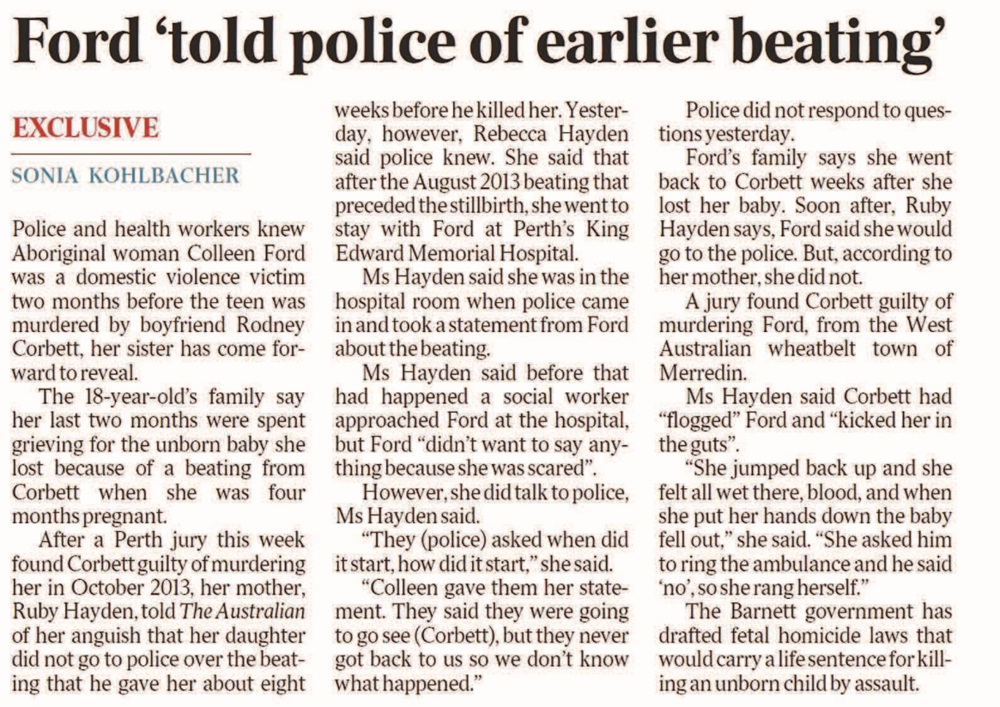 Ford ‘told police of earlier beating’
EXCLUSIVE
SONIA KOHLBACHER
Police and health workers knew
Aboriginal woman Colleen Ford
was a domestic violence victim
two months before the teen was
murdered by boyfriend Rodney
Corbett, her sister has come for-
ward to reveal.
The 18-year-old’s family say
her last two months were spent
grieving for the unborn baby she
lost because of a beating from
Corbett when she was four
months pregnant.
After a Perth jury this week
found Corbett guilty of murdering
her in October 2013, her mother,
Ruby Hayden, told The Australian
of her anguish that her daughter
did not go to police over the beat-
ing that he gave her about eight
weeks before he killed her. Yester-
day, however, Rebecca Hayden
said police knew. She said that
after the August 2013 beating that
preceded the stillbirth, she went to
stay with Ford at Perth’s King
Edward Memorial Hospital.
Ms Hayden said she was in the
hospital room when police came
in and took a statement from Ford
about the beating.
Ms Hayden said before that
had happened a social worker
approached Ford at the hospital,
but Ford “didn’t want to say any-
thing because she was scared”.
However, she did talk to police,
Ms Hayden said.
“They (police) asked when did
it start, how did it start,” she said.
“Colleen gave them her state-
ment. They said they were going
to go see (Corbett), but they never
got back to us so we don’t know
what happened.”
Police did not respond to ques-
tions yesterday.
Ford’s family says she went
back to Corbett weeks after she
lost her baby. Soon after, Ruby
Hayden says, Ford said she would
go to the police. But, according to
her mother, she did not.
A jury found Corbett guilty of
murdering Ford, from the West
Australian wheatbelt town of
Merredin.
Ms Hayden said Corbett had
“flogged” Ford and “kicked her in
the guts”.
“She jumped back up and she
felt all wet there, blood, and when
she put her hands down the baby
fell out,” she said. “She asked him
to ring the ambulance and he said
‘no’, so she rang herself.”
The Barnett government has
drafted fetal homicide laws that
would carry a life sentence for kill-
ing an unborn child by assault.